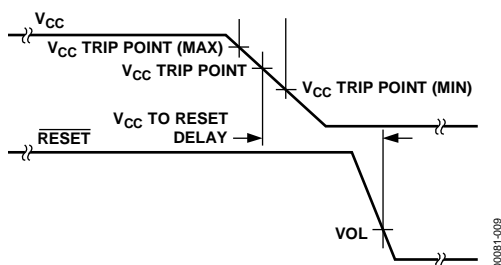 VCC
VCC TRIP POINT (MAX)
VCC TRIP POINT
VCC TRIP POINT (MIN)
VCC TO RESET
DELAY
RESET
VOL
00081-009